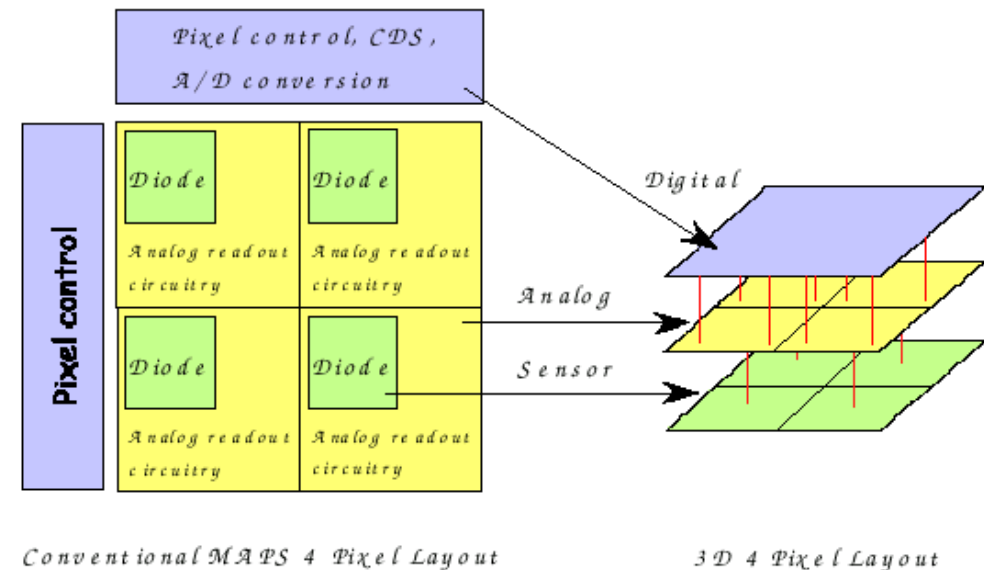 Pixel control, CDS,
A/D conversion
Pixel control
Diode
Diode
Analog readout
circuitry
Analog readout
circuitry
Diode
Diode
Analog readout
circuitry
Analog readout
circuitry
Digital
Analog
Sensor
Conventional MAPS 4 Pixel Layout
3D 4 Pixel Layout